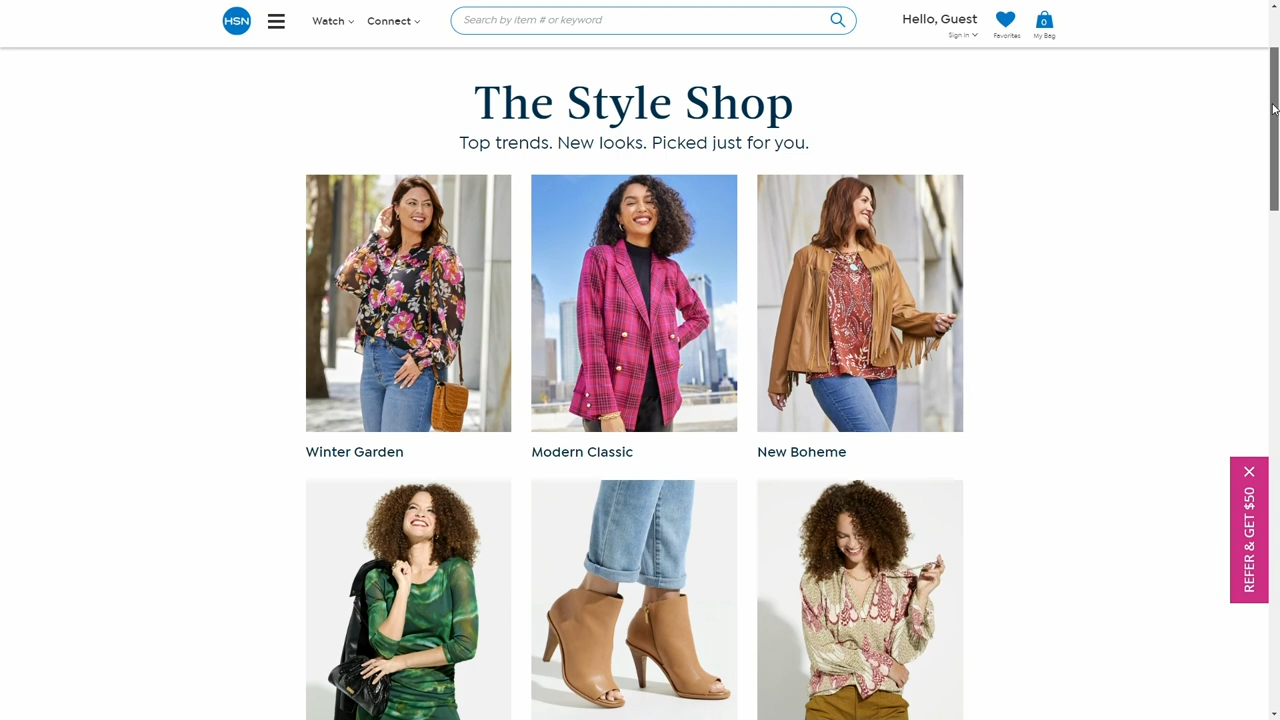 HSN
Watch
Connect
Search by item # or keyword
Hello, Guest
Sign In
Favorites
0
My Bag
The Style Shop
Top trends. New looks. Picked just for you.
Winter Garden
Modern Classic
New Boheme
REFER & GET $50